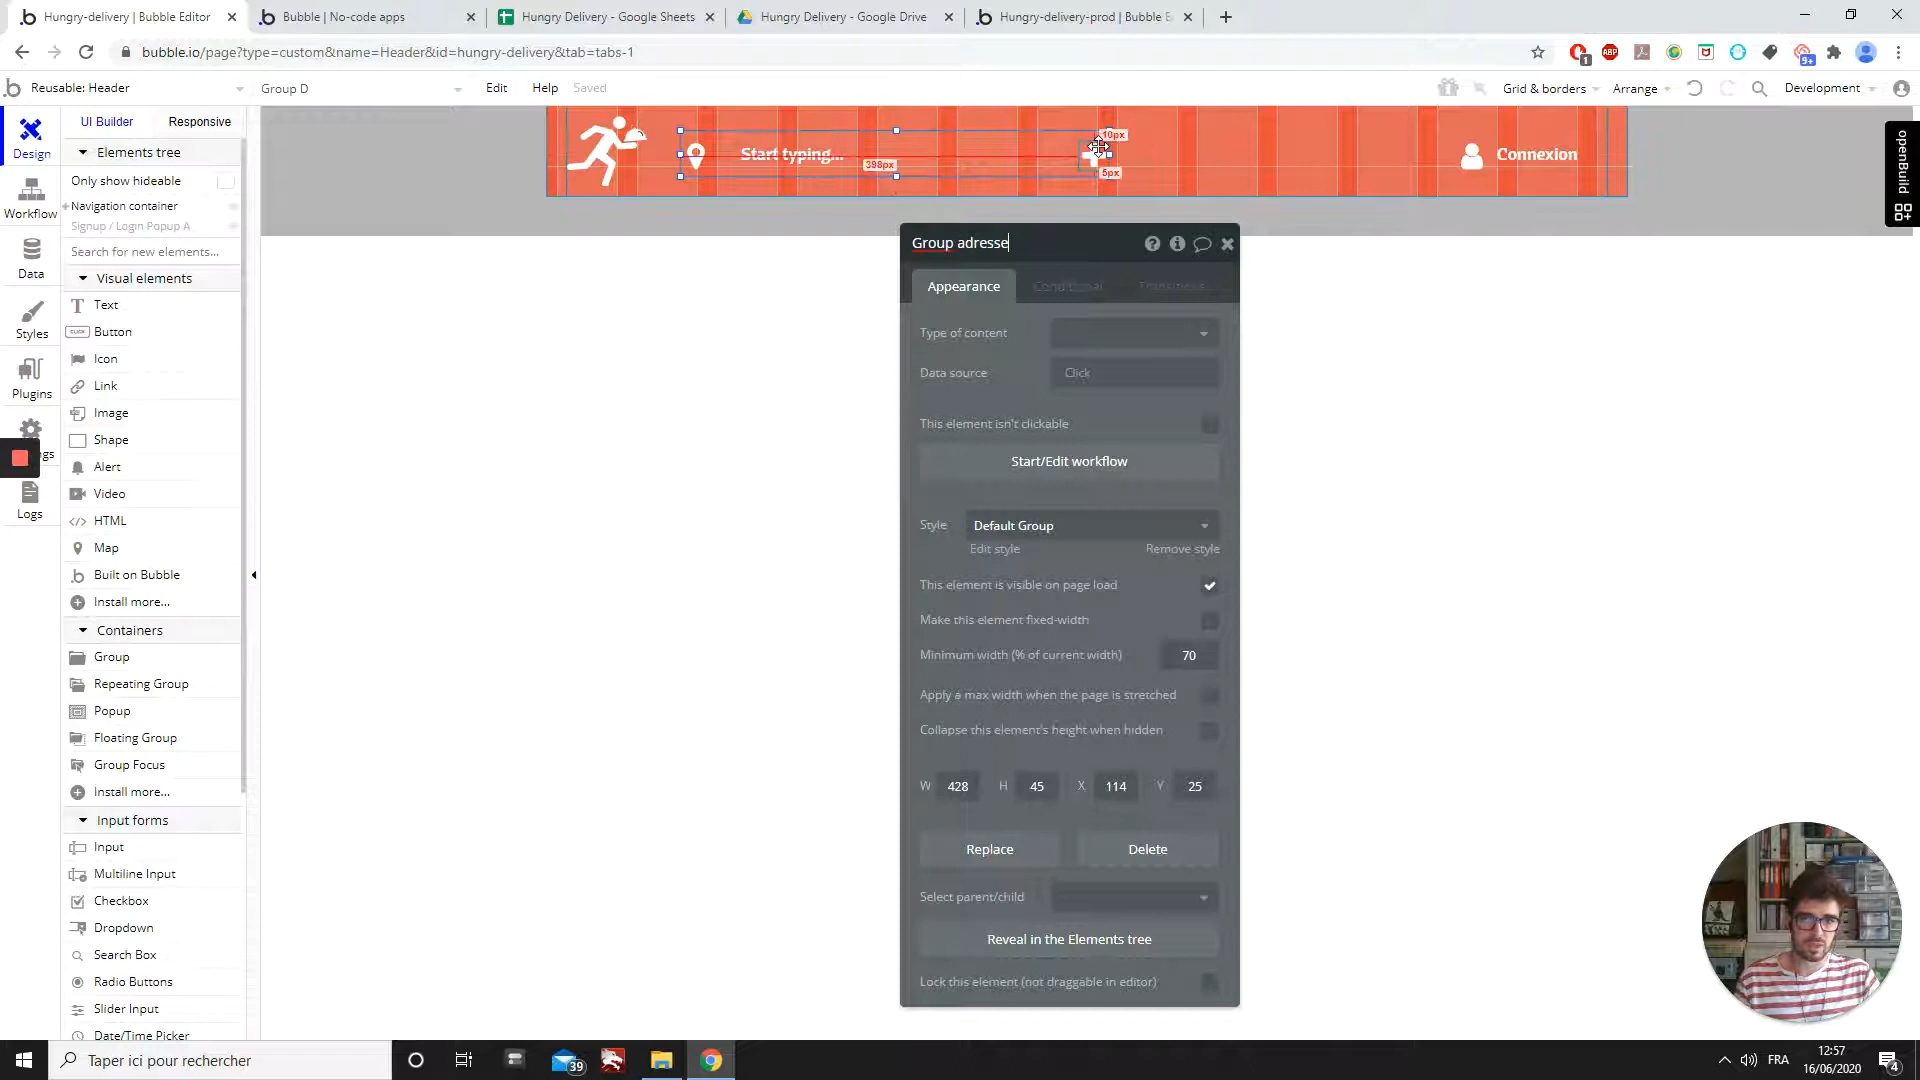 Hungry-delivery | Bubble Editor
Bubble | No-code apps
Hungry Delivery - Google Sheets
Hungry Delivery - Google Drive
Hungry-delivery-prod | Bubble E
bubble.io/page?type=custom&name=Header&id=hungry-delivery&tab=tabs-1
1
ABP
9+
Reusable: Header
Group D
Edit
Help
Saved
Grid & borders
Arrange
Development
Design
Workflow
Data
Styles
Plugins
Logs
UI Builder
Responsive
Elements tree
Only show hideable
Navigation container
Signup / Login Popup A
Search for new elements...
Visual elements
Text
Button
Icon
Link
Image
Shape
Alert
Video
HTML
Map
Built on Bubble
Install more...
Containers
Group
Repeating Group
Popup
Floating Group
Group Focus
Install more...
Input forms
Input
Multiline Input
Checkbox
Dropdown
Search Box
Radio Buttons
Slider Input
Date/Time Picker
Start typing...
398px
10px
5px
Connexion
openBuild
Group adresse
Appearance
Conditional
Type of content
Data source
Click
This element isn't clickable
Start/Edit workflow
Style
Default Group
Edit style
Remove style
This element is visible on page load
Make this element fixed-width
Minimum width (% of current width)
70
Apply a max width when the page is stretched
Collapse this element's height when hidden
W 428 H 45 X 114 Y 25
Replace
Delete
Select parent/child
Reveal in the Elements tree
Lock this element (not draggable in editor)
Taper ici pour rechercher
39
FRA
12:57
16/06/2020
4